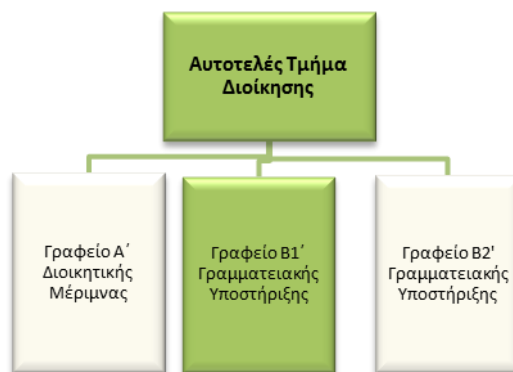 Αυτοτελές Τμήμα
Διοίκησης
Γραφείο Α΄
Διοικητικής
Μέριμνας
Γραφείο Β1΄
Γραμματειακής
Υποστήριξης
Γραφείο Β2'
Γραμματειακής
Υποστήριξης